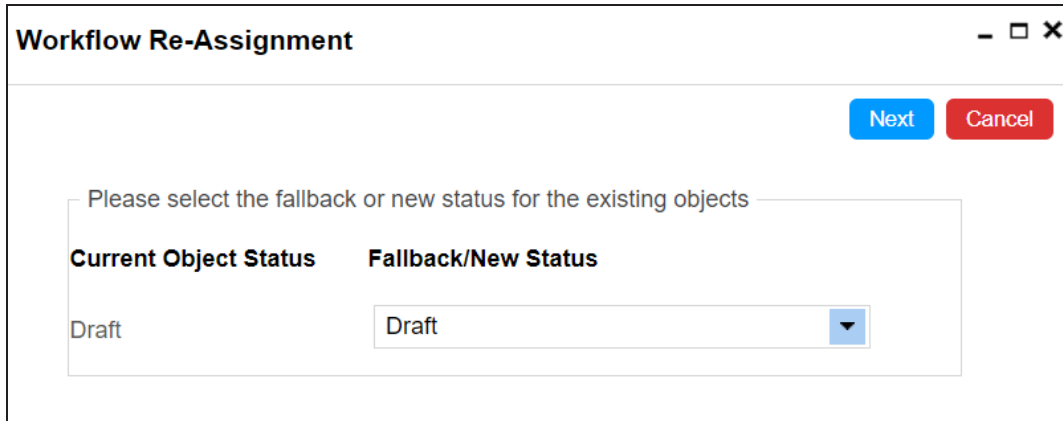 Workflow Re-Assignment
Next Cancel
Please select the fallback or new status for the existing objects
Current Object Status Fallback/New Status
Draft Draft